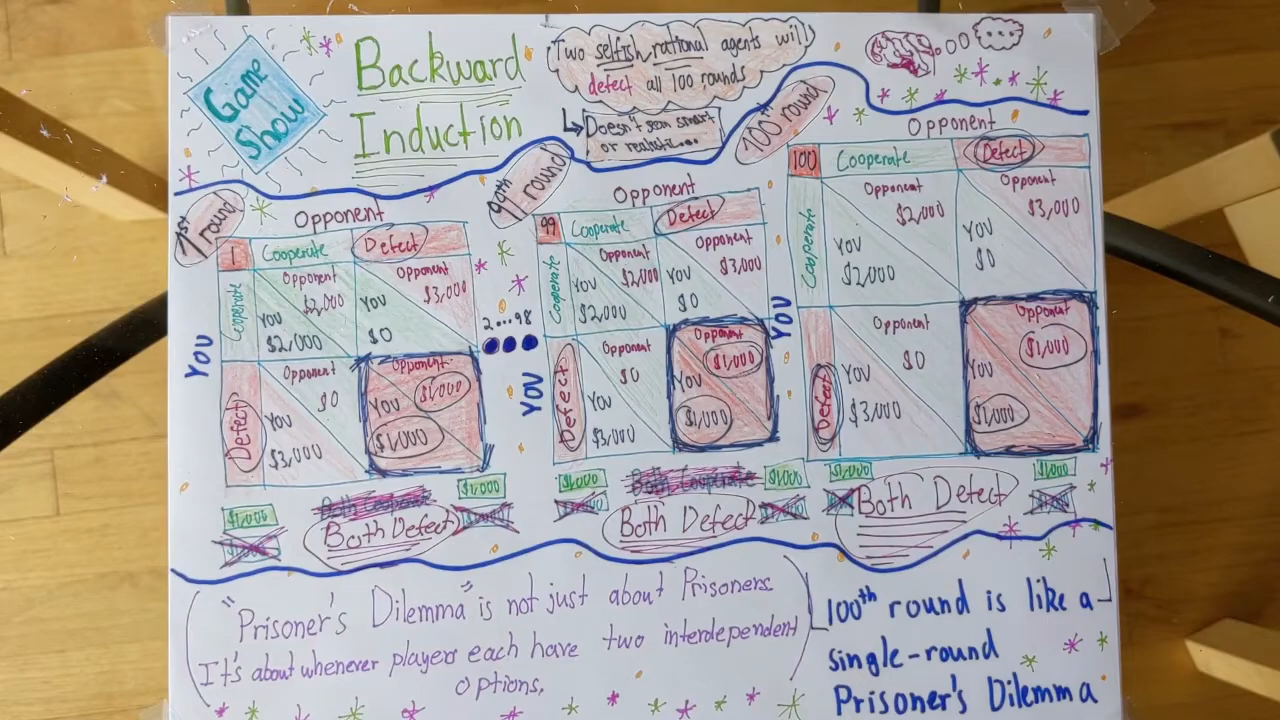 Game
Show
Backward
Induction
Two selfish rational agents will
defect all 100 rounds
Doesn't seem smart
or realistic...
1st
round
Opponent
1
Cooperate
Defect
YOU
Cooperate
Opponent
$2,000
YOU
$2,000
Opponent
$3,000
YOU
$0
Defect
Opponent
$0
YOU
$3,000
Opponent
$1,000
YOU
$1,000
$1,000
$1,000
Both Cooperate
Both Defect
2...98
99th round
Opponent
99
Cooperate
Defect
YOU
Cooperate
Opponent
$2,000
YOU
$2,000
Opponent
$3,000
YOU
$0
Defect
Opponent
$0
YOU
$3,000
Opponent
$1,000
YOU
$1,000
$1,000
$1,000
Both Cooperate
Both Defect
100th round
Opponent
100
Cooperate
Defect
YOU
Cooperate
Opponent
$2,000
YOU
$2,000
Opponent
$3,000
YOU
$0
Defect
Opponent
$0
YOU
$3,000
Opponent
$1,000
YOU
$1,000
$1,000
$1,000
Both Defect
"Prisoner's Dilemma" is not just about Prisoners
It's about whenever players each have two interdependent
options.
100th round is like a
single-round
Prisoner's Dilemma